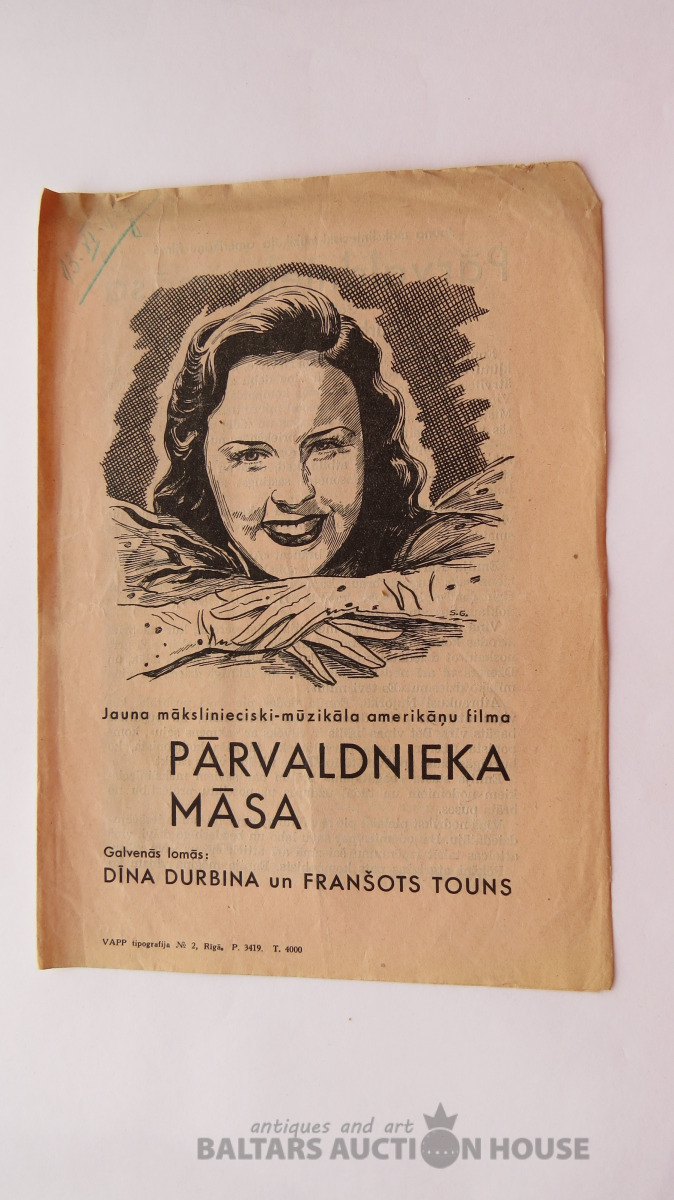 Jauna mākslinieciski-mūzikāla amerikāņu filma
PĀRVALDNIEKA
MĀSA
Galvenās lomās:
DĪNA DURBINA un FRANŠOTS TOUNS
S.G.
VAPP tipografija № 2, Rīgā. P. 3419. T. 4000
antiques and art
BALTARS AUCTION HOUSE